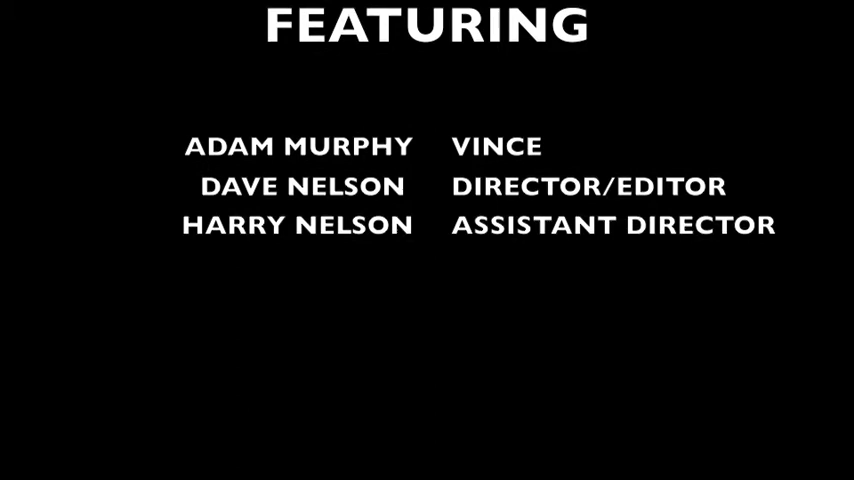 FEATURING
ADAM MURPHY VINCE
DAVE NELSON DIRECTOR/EDITOR
HARRY NELSON ASSISTANT DIRECTOR